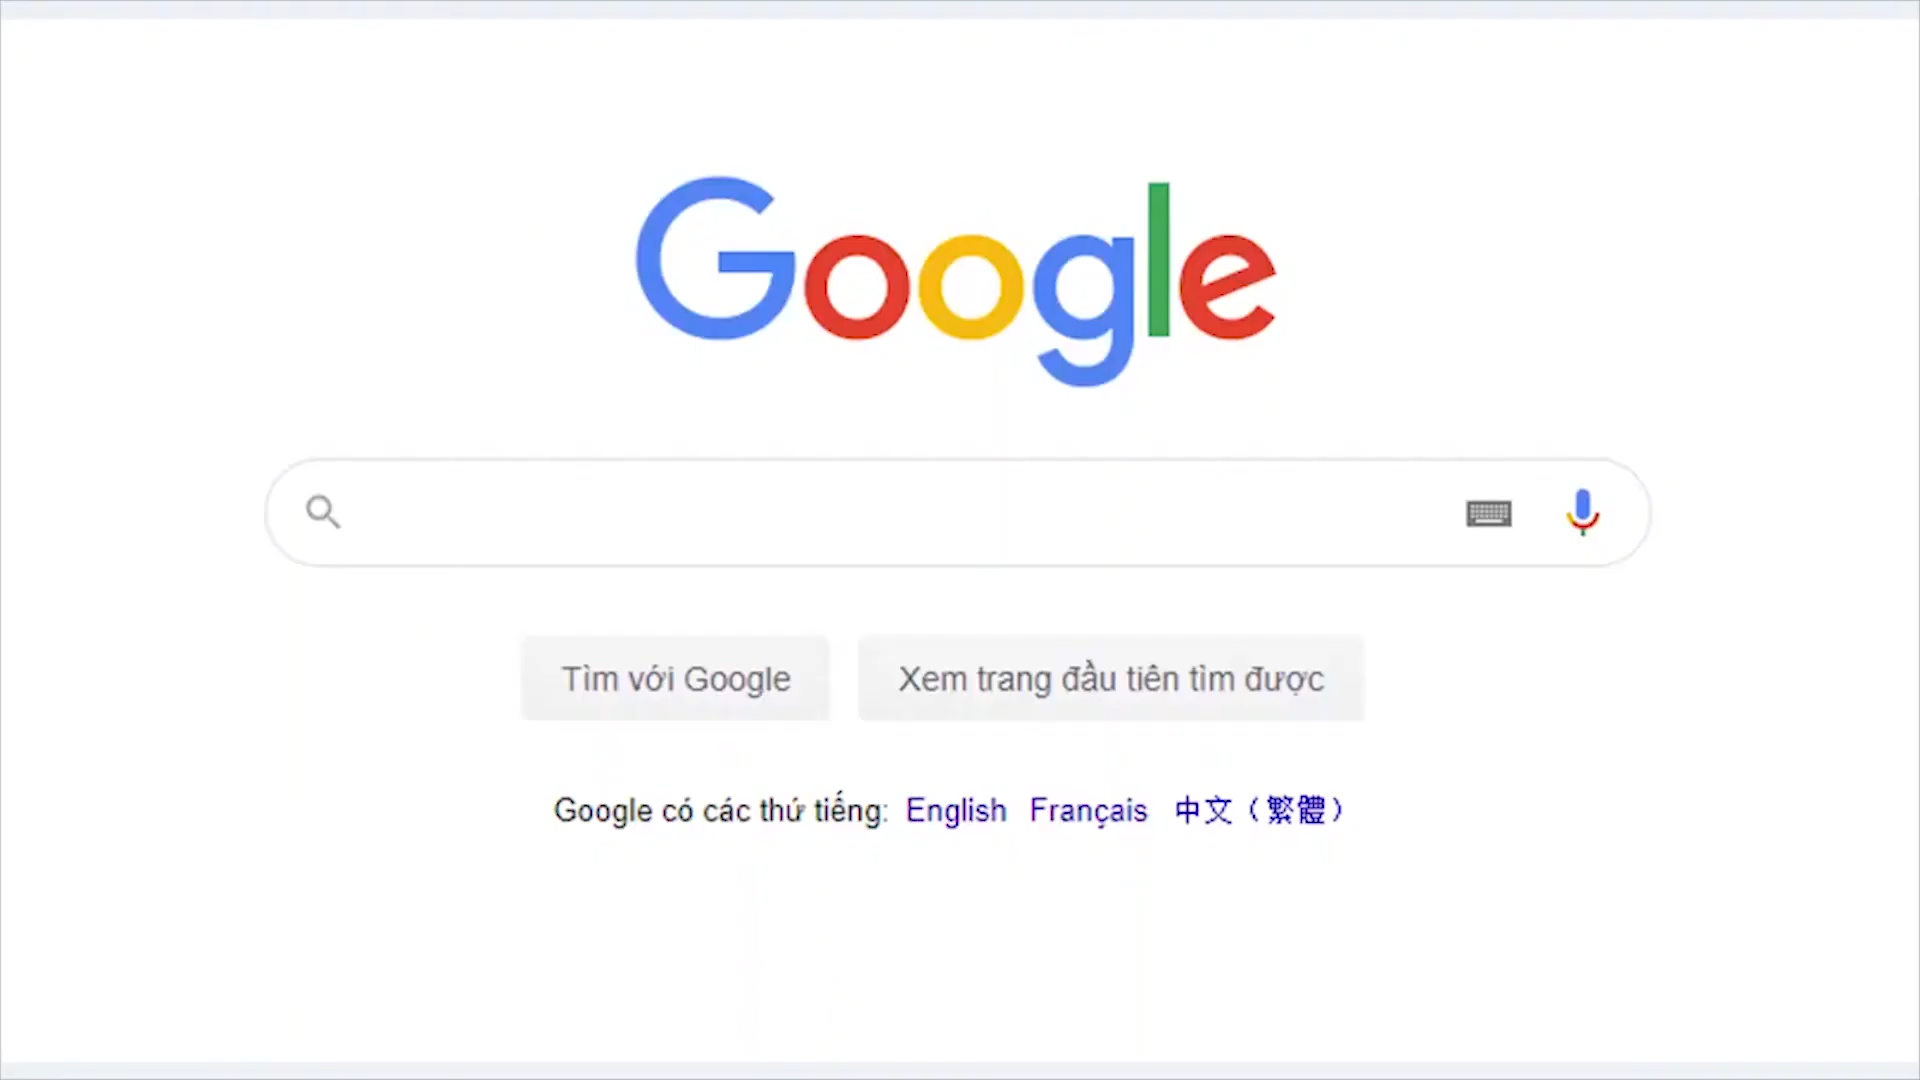 Google
Tìm với Google
Xem trang đầu tiên tìm được
Google có các thứ tiếng: English Français 中文（繁體）